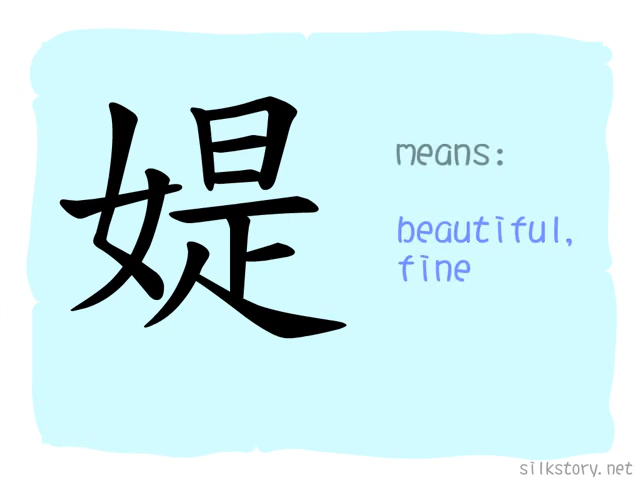 媞
means:
beautiful,
fine
silkstory.net